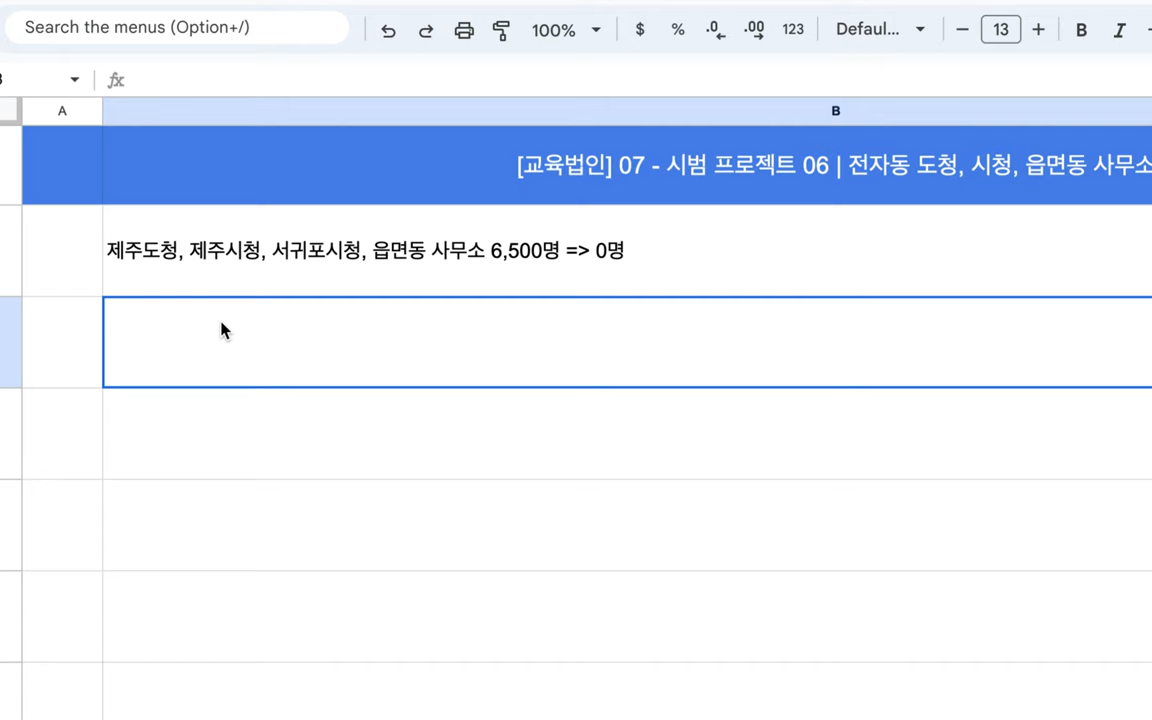 Search the menus (Option+/)
100%
$ % .0 .00 123 Defaul... − 13 + B I
fx
A B
[교육법인] 07 - 시범 프로젝트 06 | 전자동 도청, 시청, 읍면동 사무소
제주도청, 제주시청, 서귀포시청, 읍면동 사무소 6,500명 => 0명